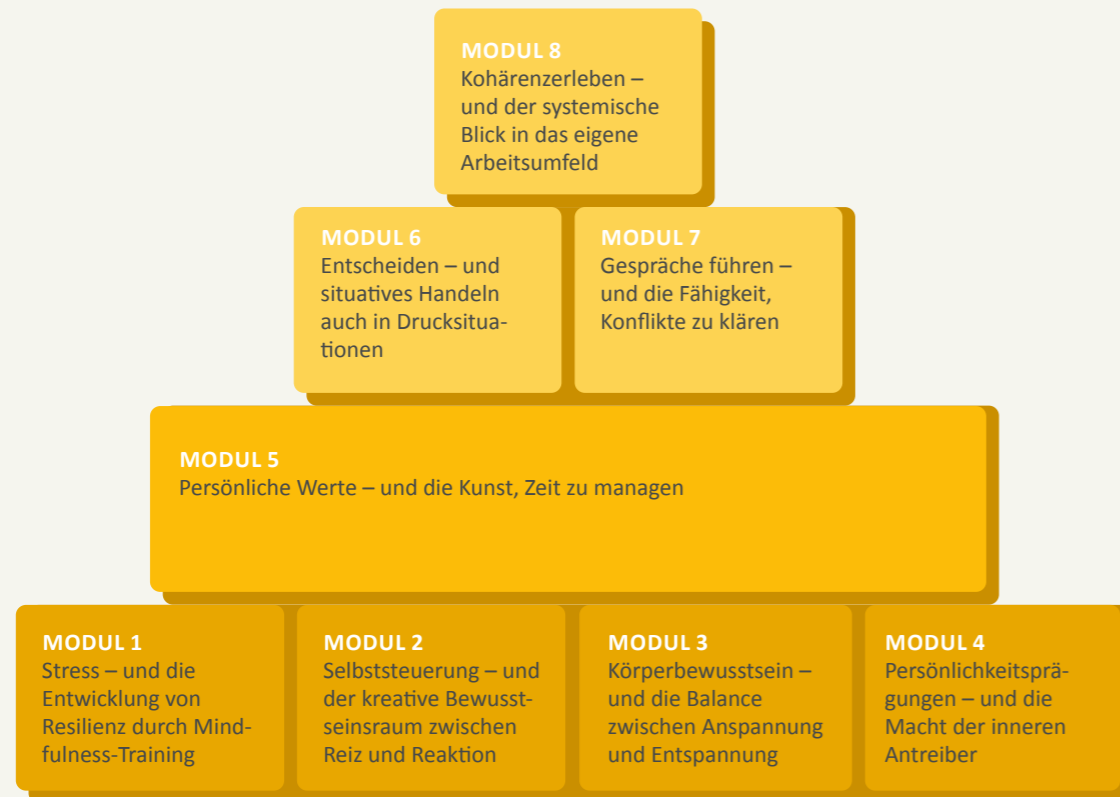 MODUL 8
Kohärenzerleben –
und der systemische
Blick in das eigene
Arbeitsumfeld
MODUL 6
Entscheiden – und
situatives Handeln
auch in Drucksitua-
tionen
MODUL 7
Gespräche führen –
und die Fähigkeit,
Konflikte zu klären
MODUL 5
Persönliche Werte – und die Kunst, Zeit zu managen
MODUL 1
Stress – und die
Entwicklung von
Resilienz durch Mind-
fulness-Training
MODUL 2
Selbststeuerung – und
der kreative Bewusst-
seinsraum zwischen
Reiz und Reaktion
MODUL 3
Körperbewusstsein –
und die Balance
zwischen Anspannung
und Entspannung
MODUL 4
Persönlichkeitsprä-
gungen – und die
Macht der inneren
Antreiber